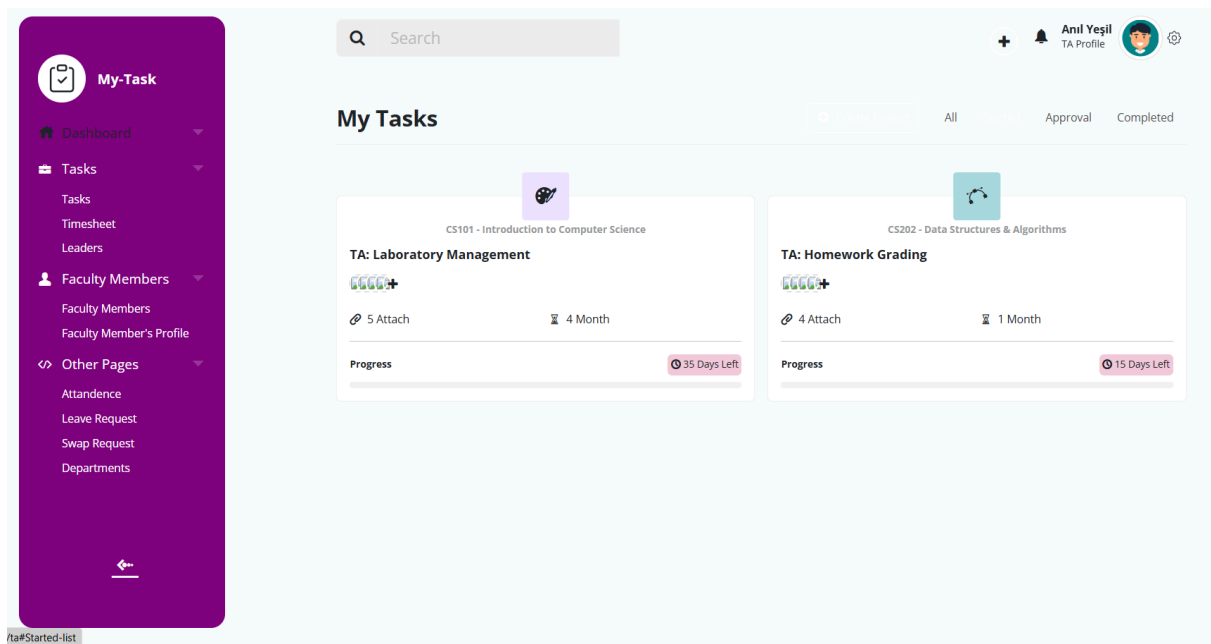 My-Task
Dashboard
Tasks
Tasks
Timesheet
Leaders
Faculty Members
Faculty Members
Faculty Member's Profile
Other Pages
Attandence
Leave Request
Swap Request
Departments
/ta#Started-list
Search
Anıl Yeşil
TA Profile
My Tasks
All
Approval
Completed
CS101 - Introduction to Computer Science
TA: Laboratory Management
5 Attach
4 Month
Progress
35 Days Left
CS202 - Data Structures & Algorithms
TA: Homework Grading
4 Attach
1 Month
Progress
15 Days Left